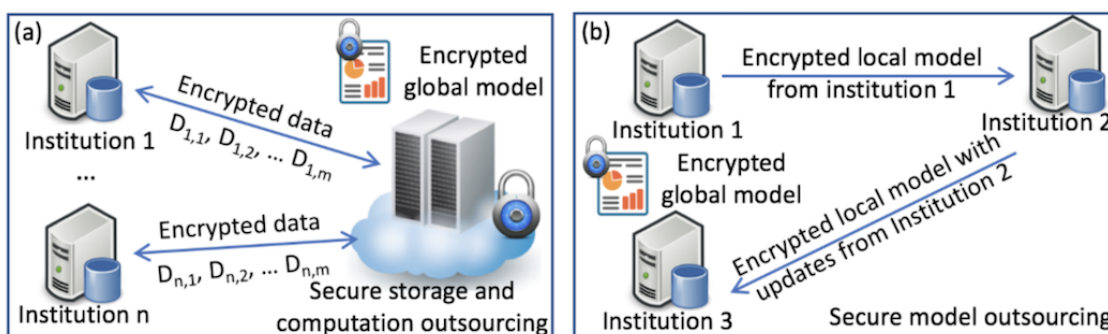 (a)
Encrypted
global model
Encrypted data
D1,1, D1,2, ... D1,m
Institution 1
...
Encrypted data
Dn,1, Dn,2, ... Dn,m
Institution n
Secure storage and
computation outsourcing
(b)
Encrypted local model
from institution 1
Institution 1
Institution 2
Encrypted
global model
Encrypted local model with
updates from Institution 2
Institution 3
Secure model outsourcing